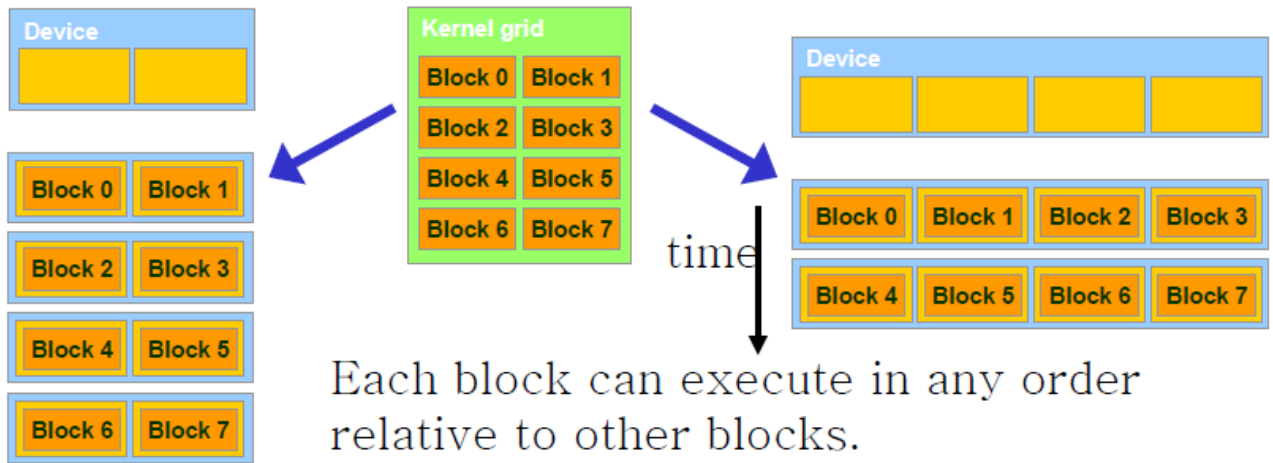 Device
Block 0 Block 1
Block 2 Block 3
Block 4 Block 5
Block 6 Block 7
Kernel grid
Block 0 Block 1
Block 2 Block 3
Block 4 Block 5
Block 6 Block 7
Device
time
Block 0 Block 1 Block 2 Block 3
Block 4 Block 5 Block 6 Block 7
Each block can execute in any order
relative to other blocks.